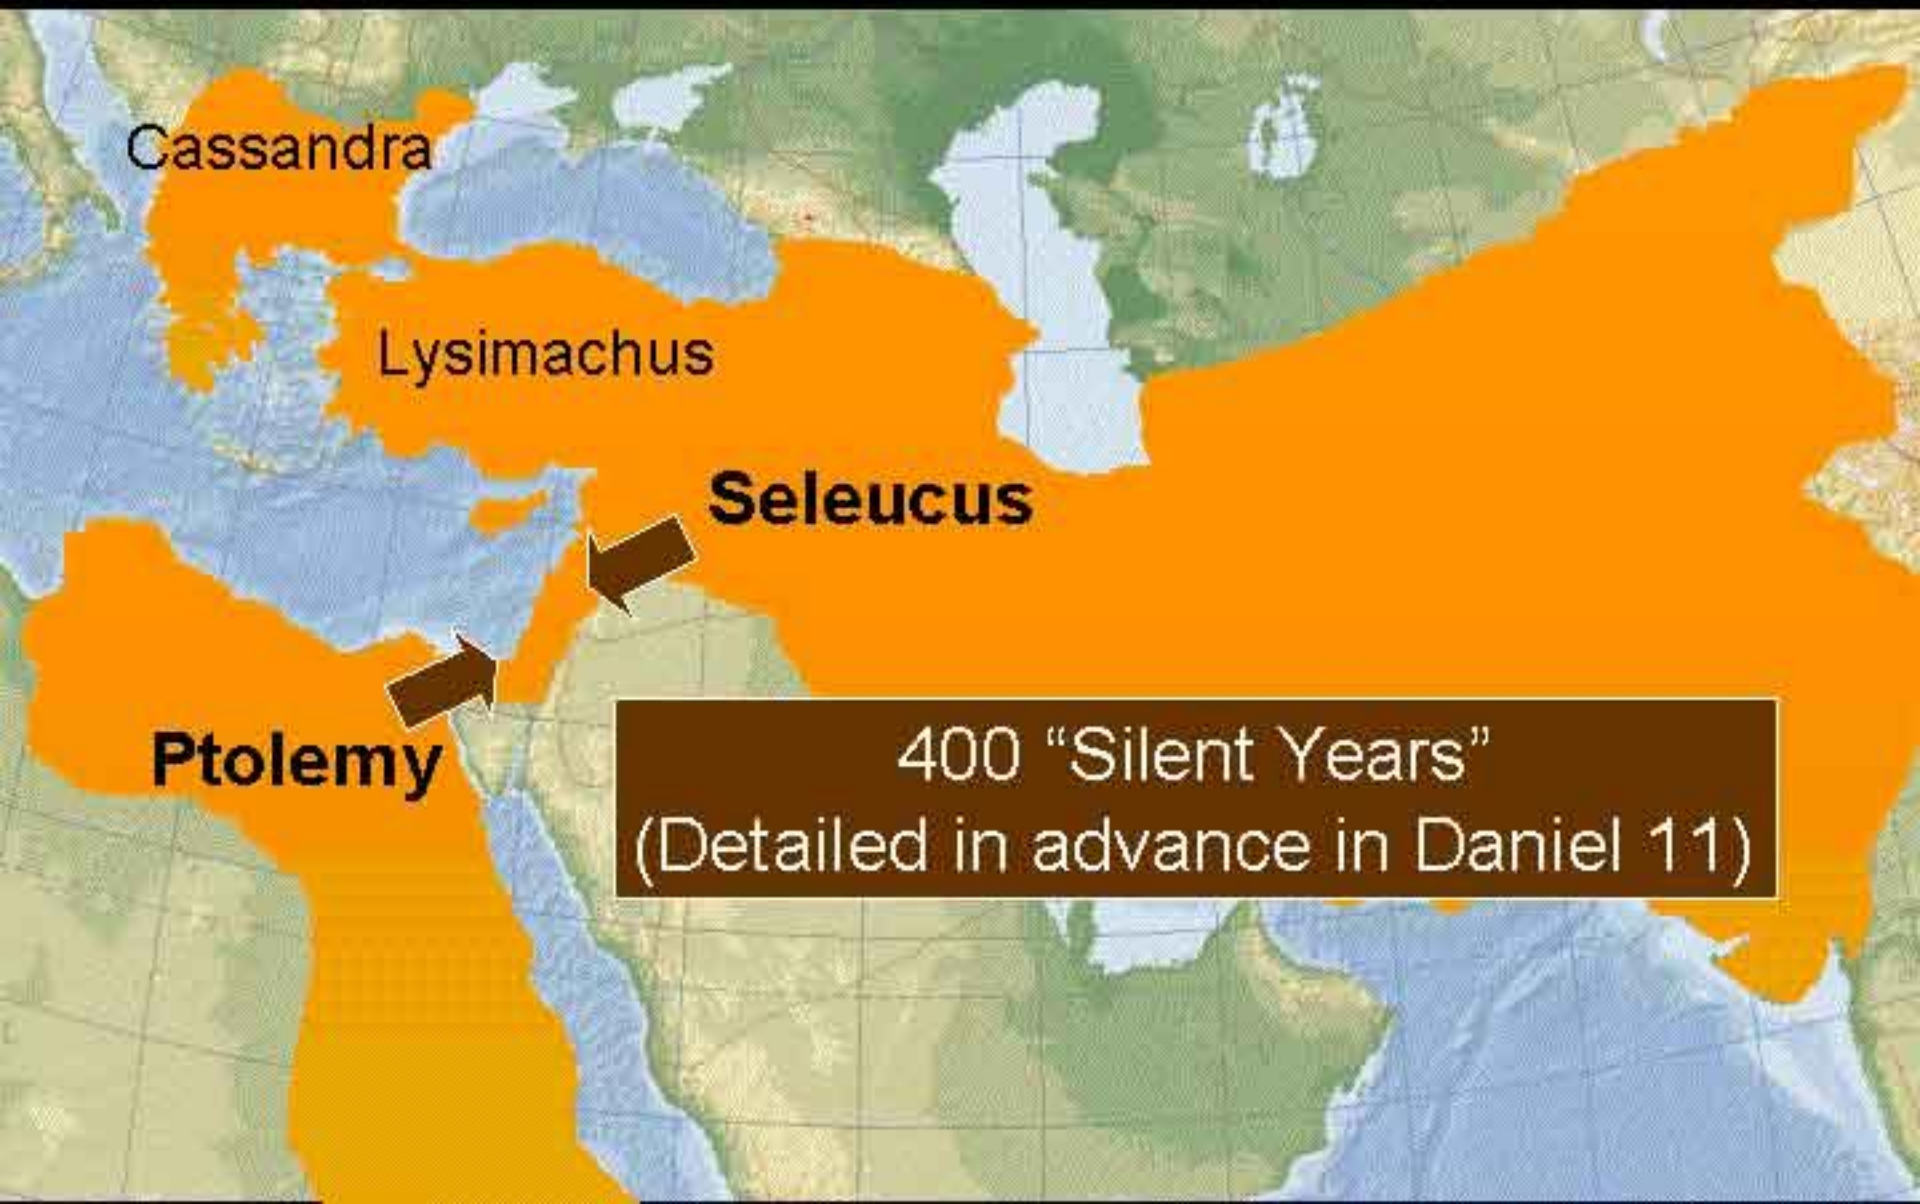 Cassandra
Lysimachus
Seleucus
Ptolemy
400 “Silent Years”
(Detailed in advance in Daniel 11)